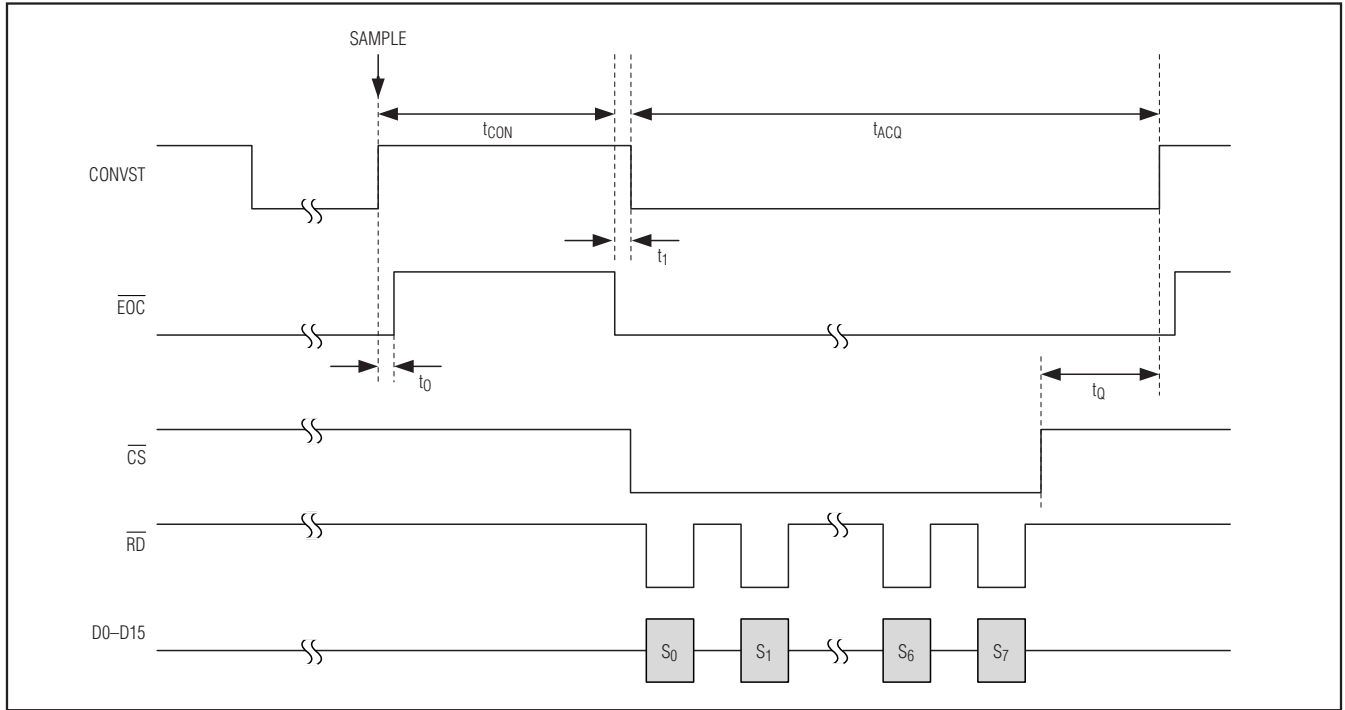 SAMPLE
tCON
tACQ
CONVST
t1
EOC
t0
tQ
CS
RD
D0–D15
S0
S1
S6
S7